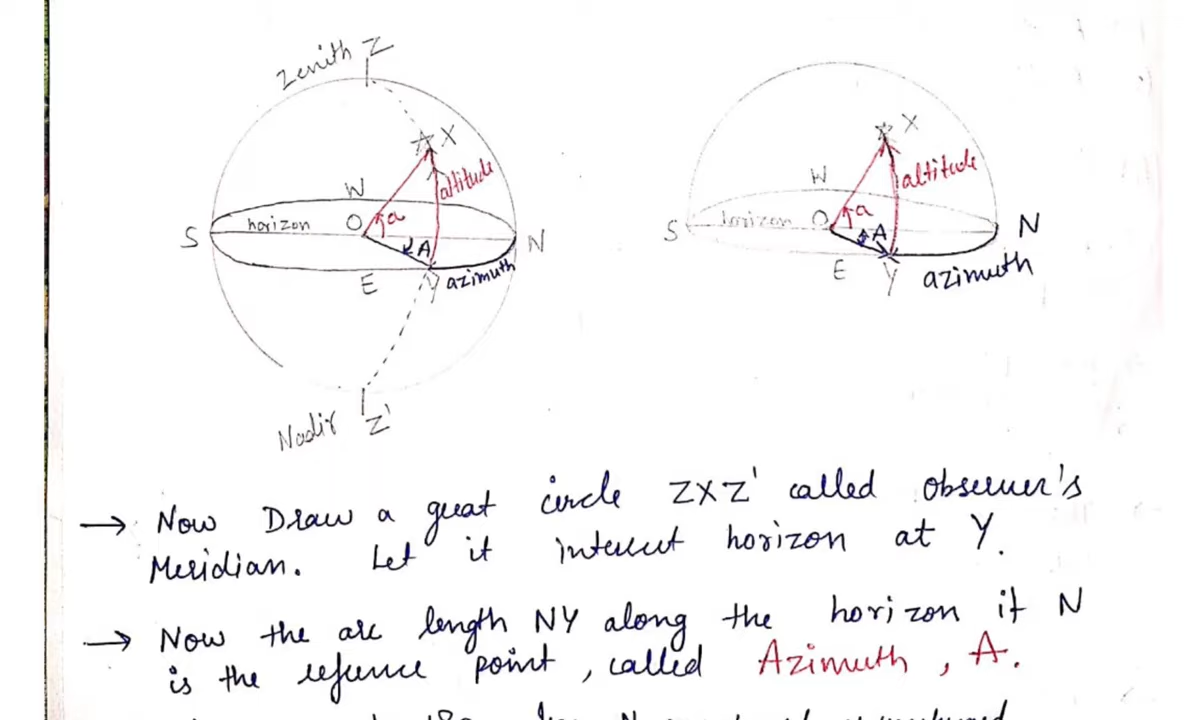 Zenith Z
X
altitude
W
horizon
O
a
S
N
A
E
Y
azimuth
Nadir Z'
X
W
altitude
horizon
O
a
S
N
A
E
Y
azimuth
→ Now Draw a great circle ZXZ' called Observer's
Meridian. Let it intersect horizon at Y.
→ Now the arc length NY along the horizon if N
is the refernce point, called Azimuth, A.